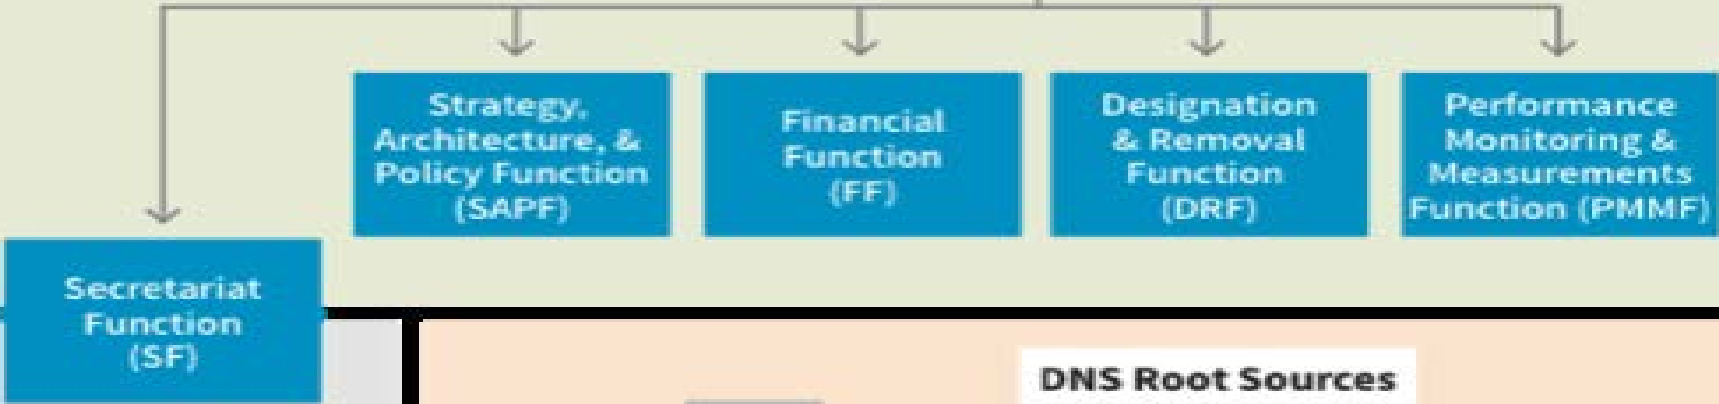 Strategy,
Architecture, &
Policy Function
(SAPF)
Financial
Function
(FF)
Designation
& Removal
Function
(DRF)
Performance
Monitoring &
Measurements
Function (PMMF)
Secretariat
Function
(SF)
DNS Root Sources